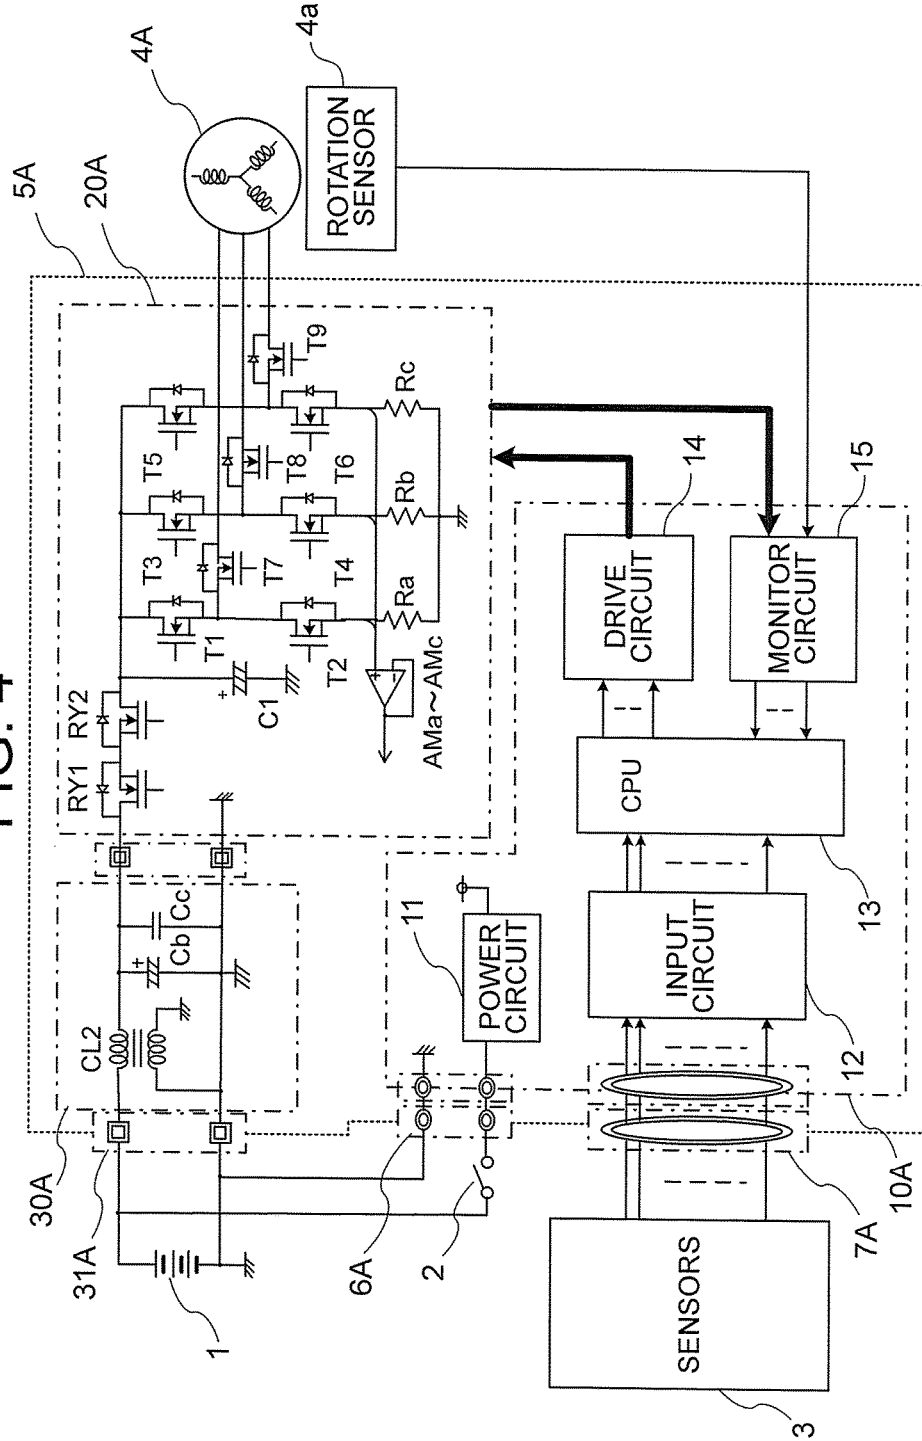 FIG. 4
5A
20A
4A
4a
ROTATION
SENSOR
RY1
RY2
T1
T3
T5
T7
T8
T9
T2
T4
T6
C1
Ra
Rb
Rc
AMa~AMc
CL2
Cb
Cc
30A
31A
1
6A
2
11
POWER
CIRCUIT
14
DRIVE
CIRCUIT
15
MONITOR
CIRCUIT
CPU
13
INPUT
CIRCUIT
12
10A
7A
SENSORS
3